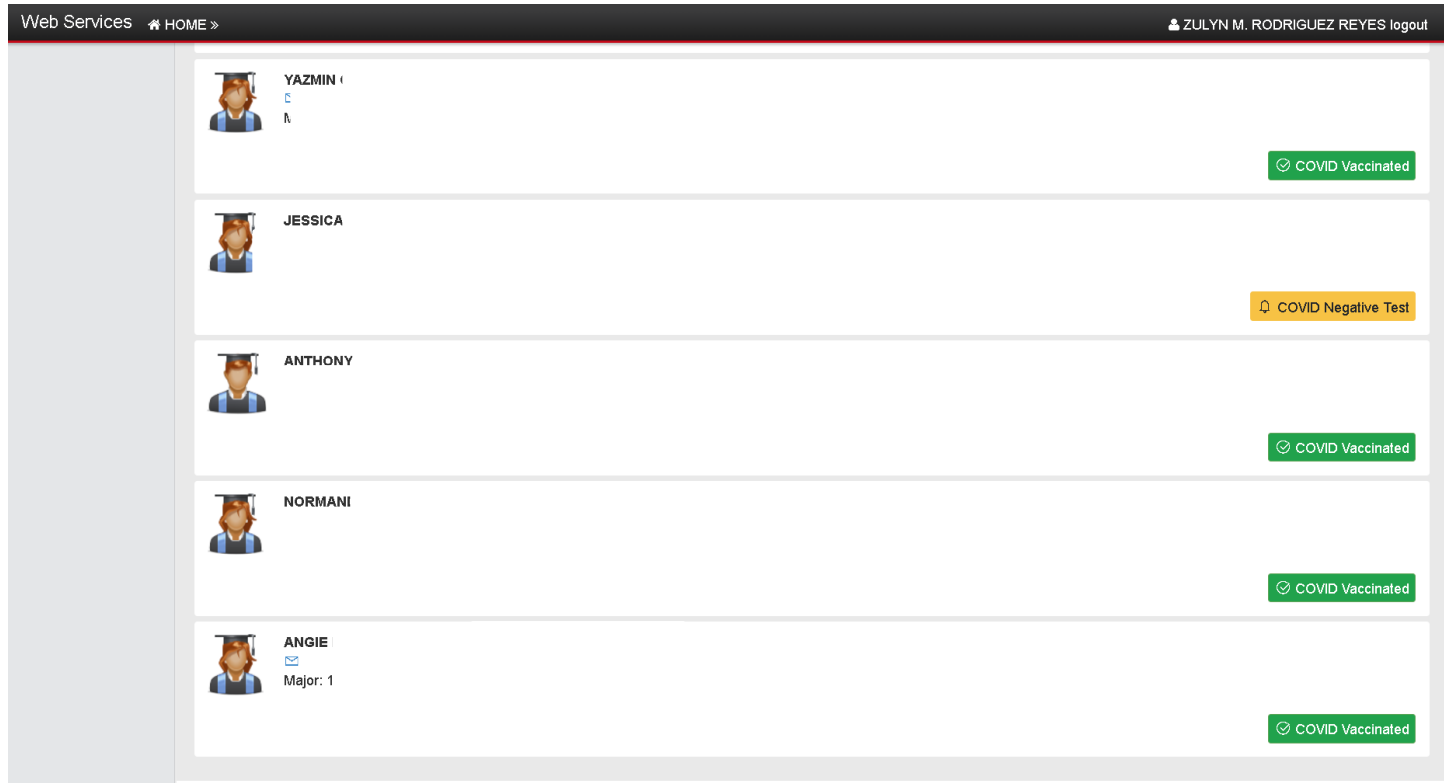 Web Services HOME » ZULYN M. RODRIGUEZ REYES logout
YAZMIN
COVID Vaccinated
JESSICA
COVID Negative Test
ANTHONY
COVID Vaccinated
NORMANI
COVID Vaccinated
ANGIE
Major: 1
COVID Vaccinated